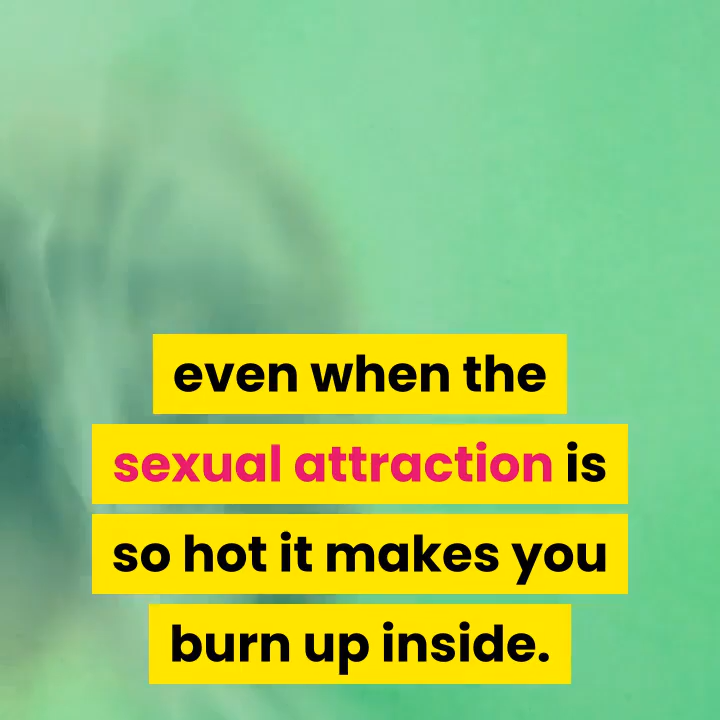 even when the
sexual attraction is
so hot it makes you
burn up inside.